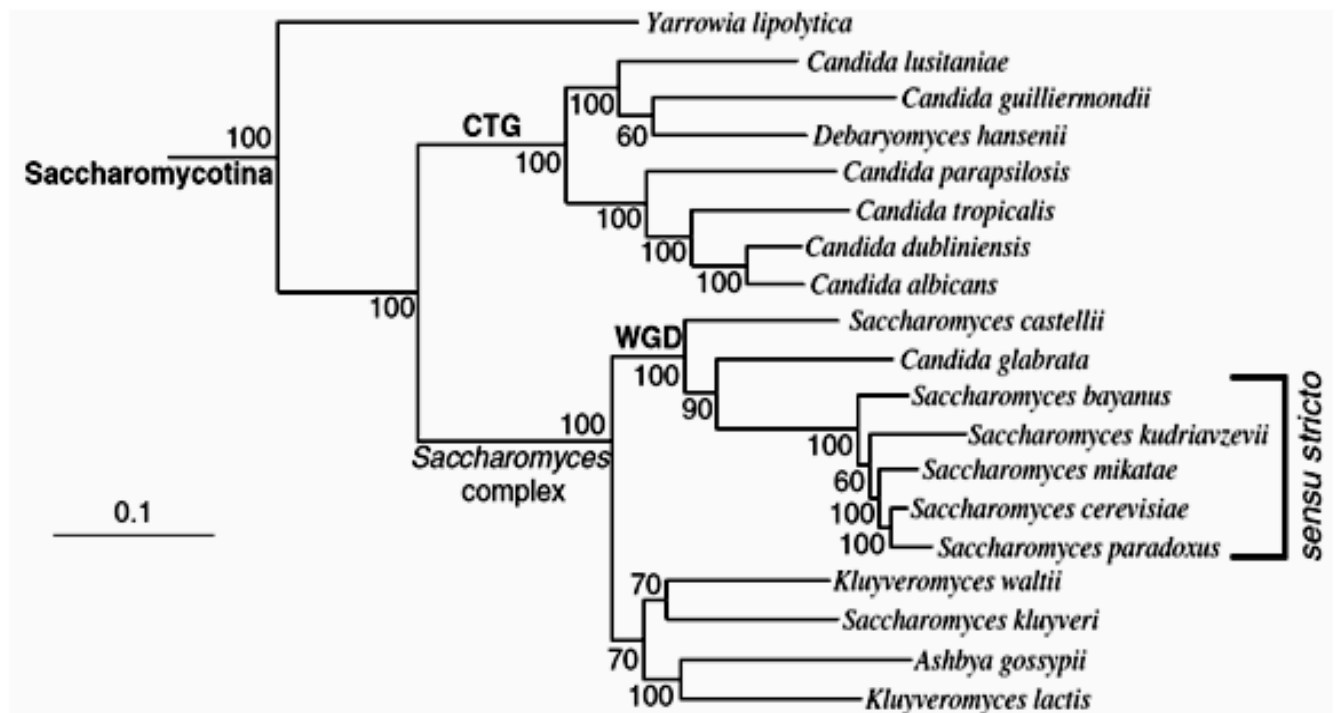 Yarrowia lipolytica
Candida lusitaniae
100
Candida guilliermondii
CTG
60
Debaryomyces hansenii
100
100
Saccharomycotina
Candida parapsilosis
100
Candida tropicalis
100
Candida dubliniensis
100
Candida albicans
100
Saccharomyces castellii
WGD
100
Candida glabrata
90
Saccharomyces bayanus
100
Saccharomyces kudriavzevii
100
Saccharomyces
complex
60
Saccharomyces mikatae
100
Saccharomyces cerevisiae
100
Saccharomyces paradoxus
sensu stricto
0.1
70
Kluyveromyces waltii
Saccharomyces kluyveri
70
Ashbya gossypii
100
Kluyveromyces lactis